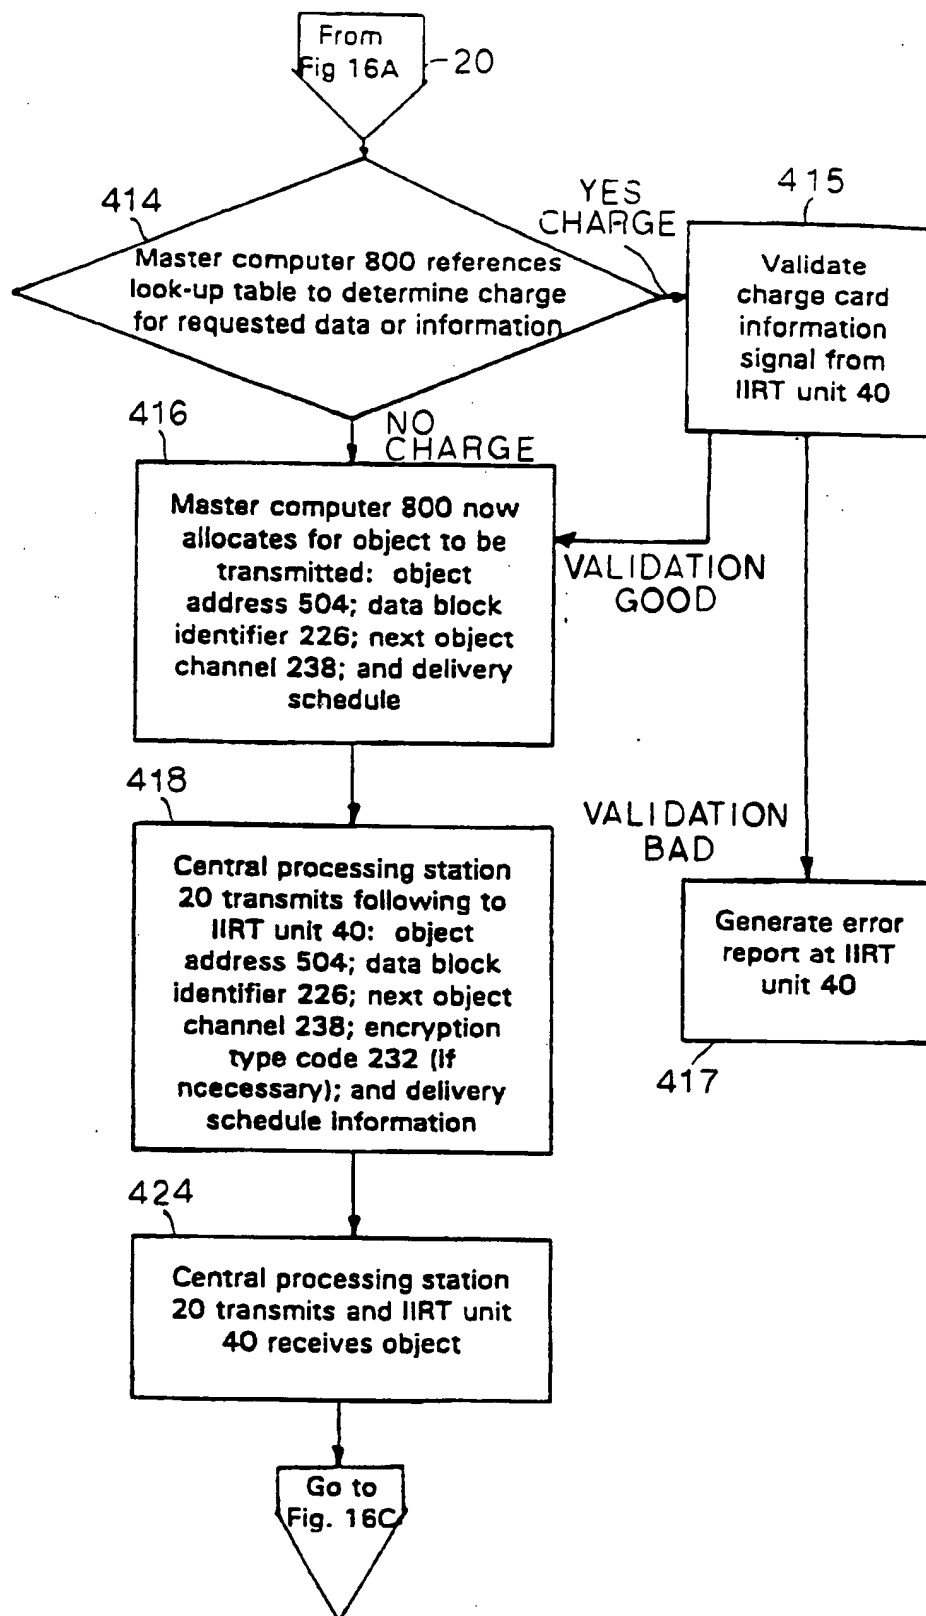 From
Fig 16A
20
414
Master computer 800 references
look-up table to determine charge
for requested data or information
YES
CHARGE
415
Validate
charge card
information
signal from
IIRT unit 40
416
NO
CHARGE
Master computer 800 now
allocates for object to be
transmitted: object
address 504; data block
identifier 226; next object
channel 238; and delivery
schedule
VALIDATION
GOOD
418
Central processing station
20 transmits following to
IIRT unit 40: object
address 504; data block
identifier 226; next object
channel 238; encryption
type code 232 (if
ncecessary); and delivery
schedule information
VALIDATION
BAD
Generate error
report at IIRT
unit 40
417
424
Central processing station
20 transmits and IIRT unit
40 receives object
Go to
Fig. 16C